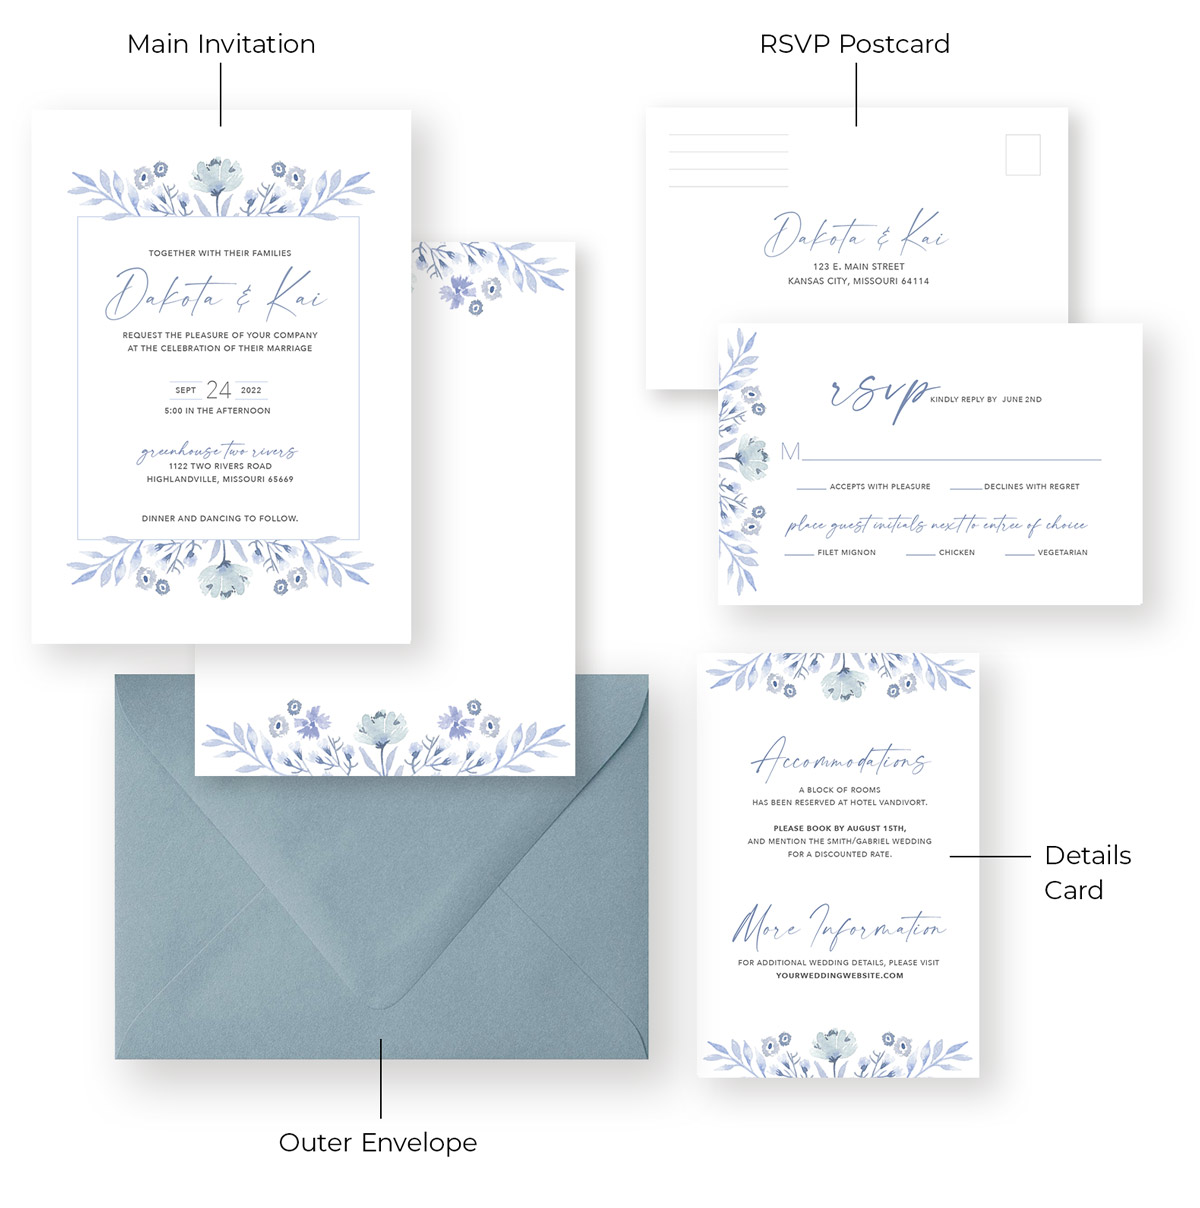 Main Invitation
TOGETHER WITH THEIR FAMILIES
Dakota & Kai
REQUEST THE PLEASURE OF YOUR COMPANY
AT THE CELEBRATION OF THEIR MARRIAGE
SEPT 24 2022
5:00 IN THE AFTERNOON
greenhouse two rivers
1122 TWO RIVERS ROAD
HIGHLANDVILLE, MISSOURI 65669
DINNER AND DANCING TO FOLLOW.
RSVP Postcard
Dakota & Kai
123 E. MAIN STREET
KANSAS CITY, MISSOURI 64114
rsvp KINDLY REPLY BY JUNE 2ND
M
ACCEPTS WITH PLEASURE DECLINES WITH REGRET
place guest initials next to entree of choice
FILET MIGNON CHICKEN VEGETARIAN
Accommodations
A BLOCK OF ROOMS
HAS BEEN RESERVED AT HOTEL VANDIVORT.
PLEASE BOOK BY AUGUST 15TH,
AND MENTION THE SMITH/GABRIEL WEDDING
FOR A DISCOUNTED RATE.
More Information
FOR ADDITIONAL WEDDING DETAILS, PLEASE VISIT
YOURWEDDINGWEBSITE.COM
Details
Card
Outer Envelope